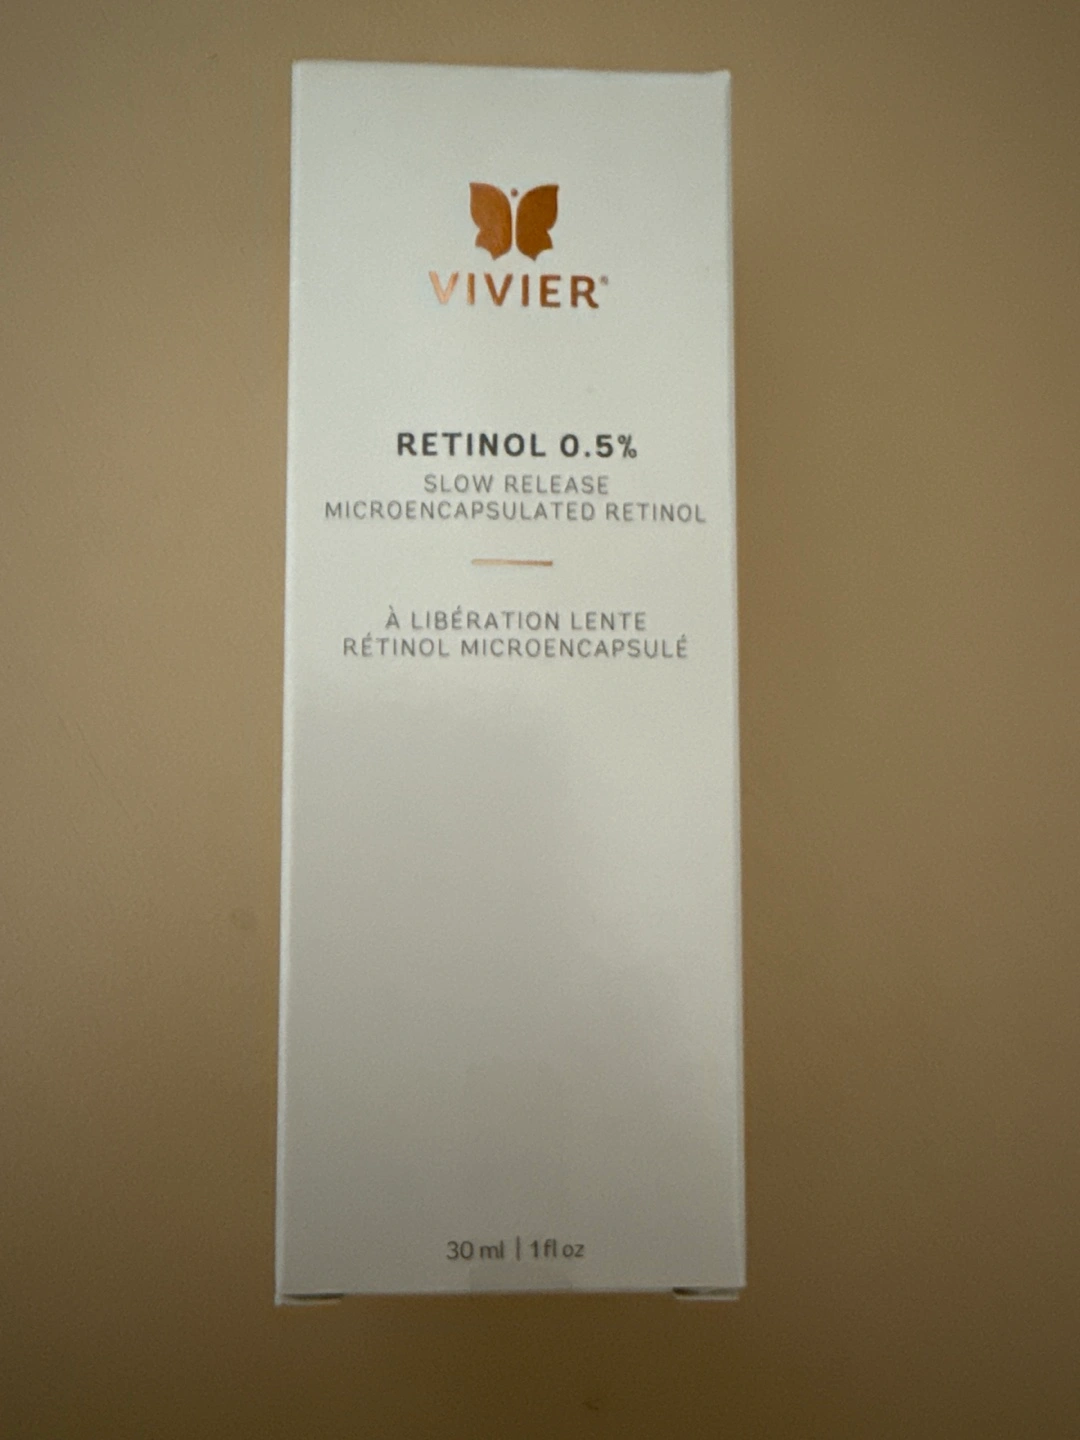 VIVIER®
RETINOL 0.5%
SLOW RELEASE
MICROENCAPSULATED RETINOL
À LIBÉRATION LENTE
RÉTINOL MICROENCAPSULÉ
30 ml | 1 fl oz